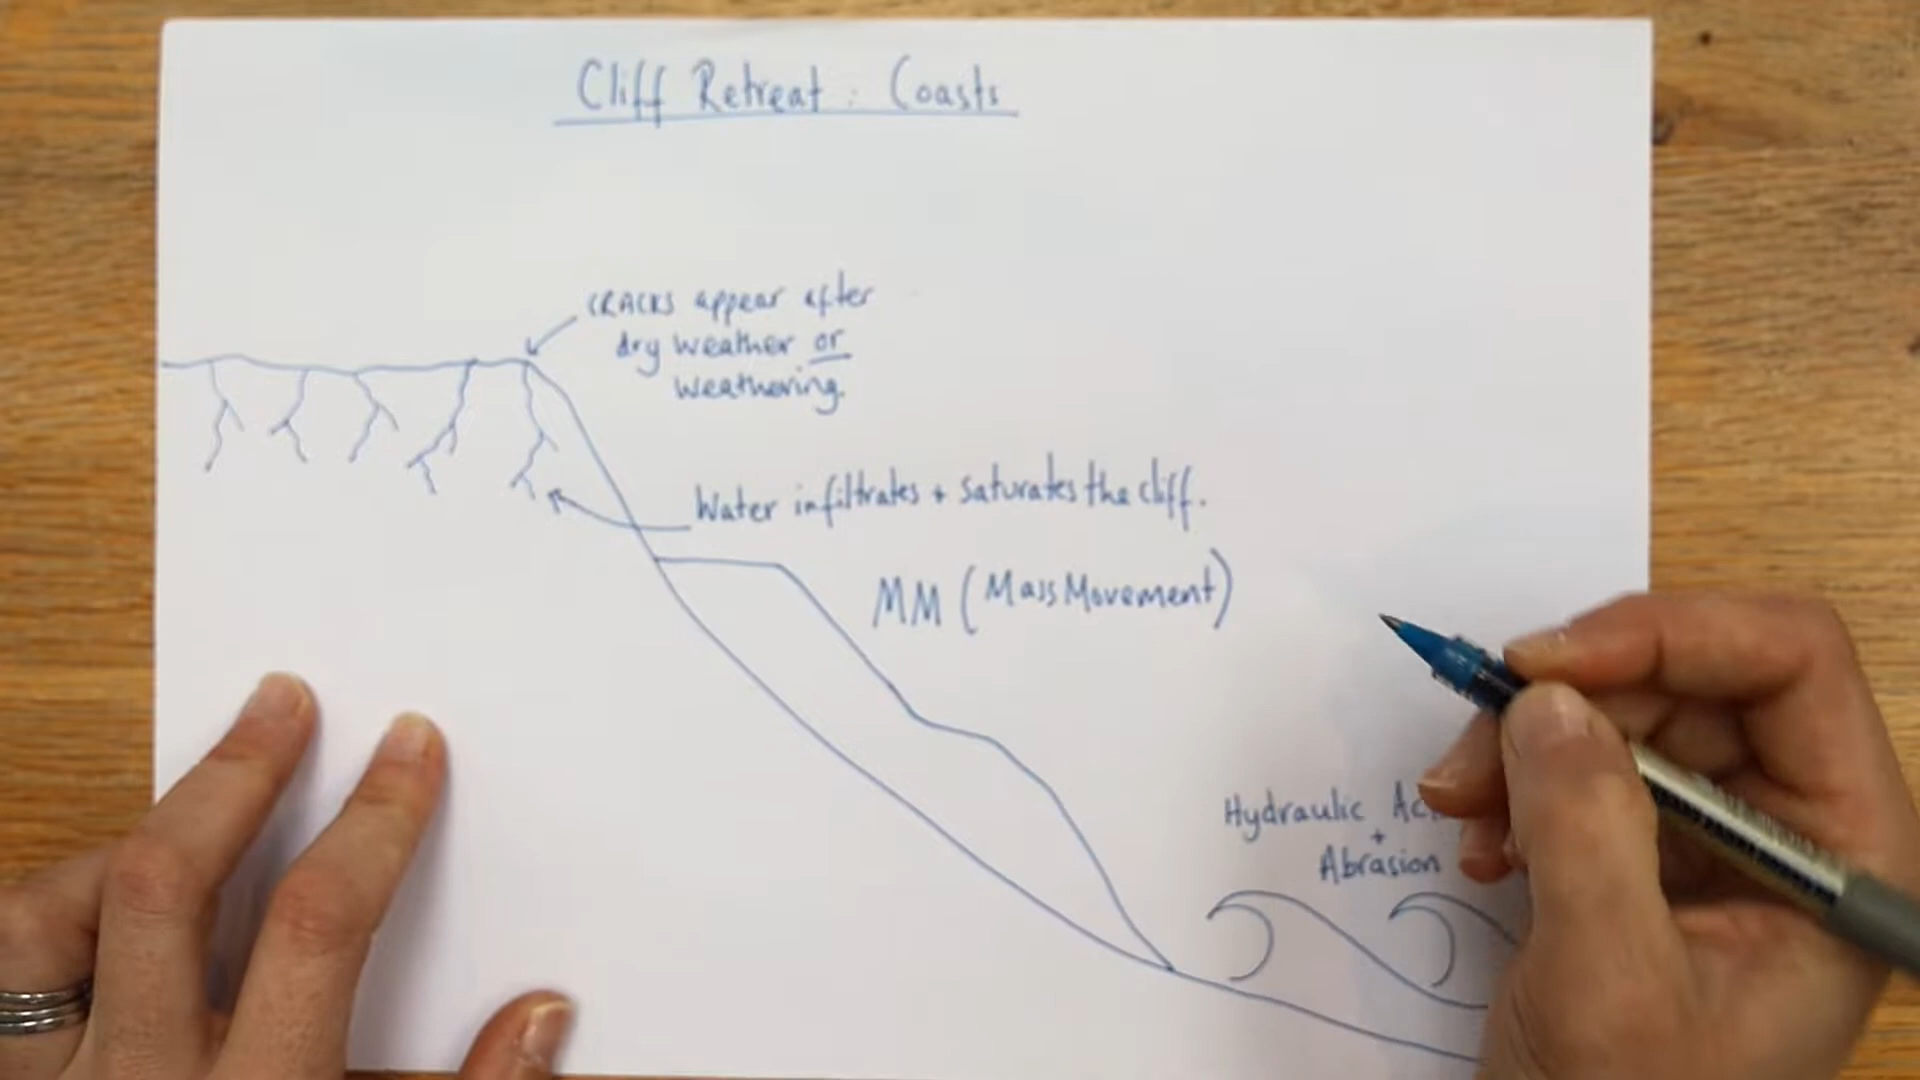 Cliff Retreat : Coasts
CRACKS appear after
dry weather or
weathering.
Water infiltrates + saturates the cliff.
MM (Mass Movement)
Hydraulic
+
Abrasion